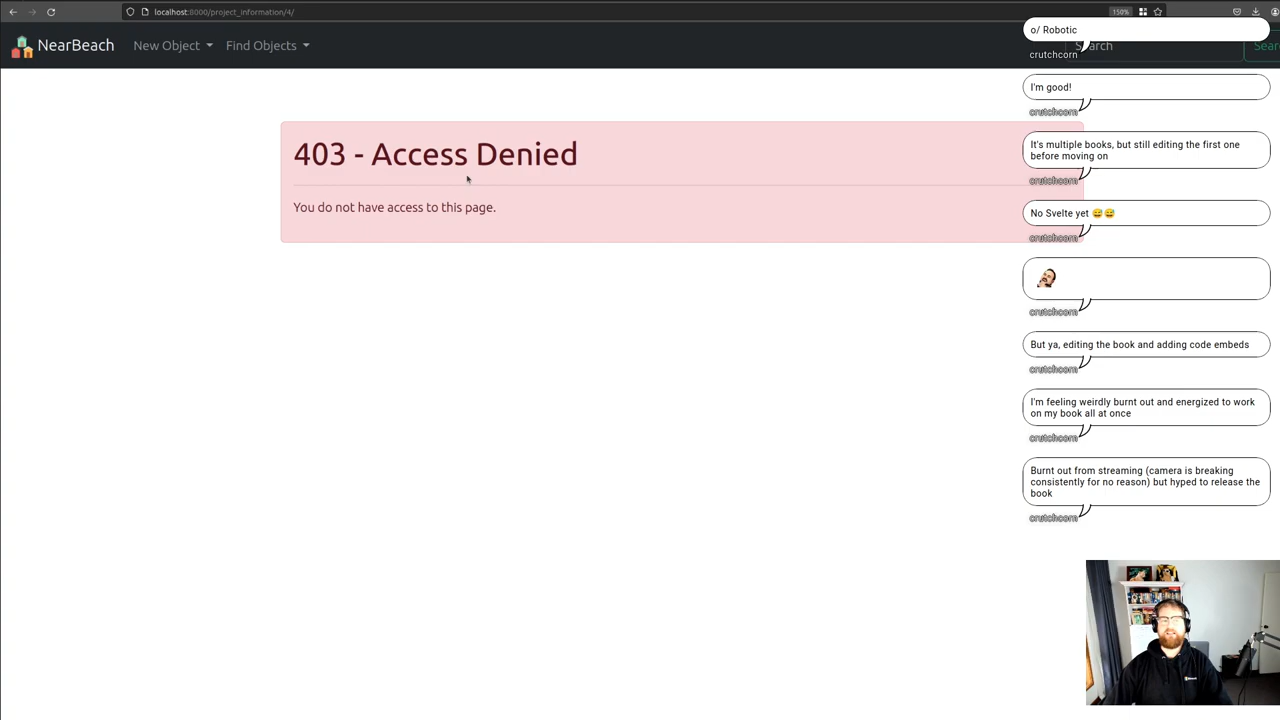 localhost:8000/project_information/4/
150%
NearBeach
New Object
Find Objects
Search
Sear
403 - Access Denied
You do not have access to this page.
o/ Robotic
crutchcorn
I'm good!
crutchcorn
It's multiple books, but still editing the first one
before moving on
crutchcorn
No Svelte yet 😅😅
crutchcorn
crutchcorn
But ya, editing the book and adding code embeds
crutchcorn
I'm feeling weirdly burnt out and energized to work
on my book all at once
crutchcorn
Burnt out from streaming (camera is breaking
consistently for no reason) but hyped to release the
book
crutchcorn